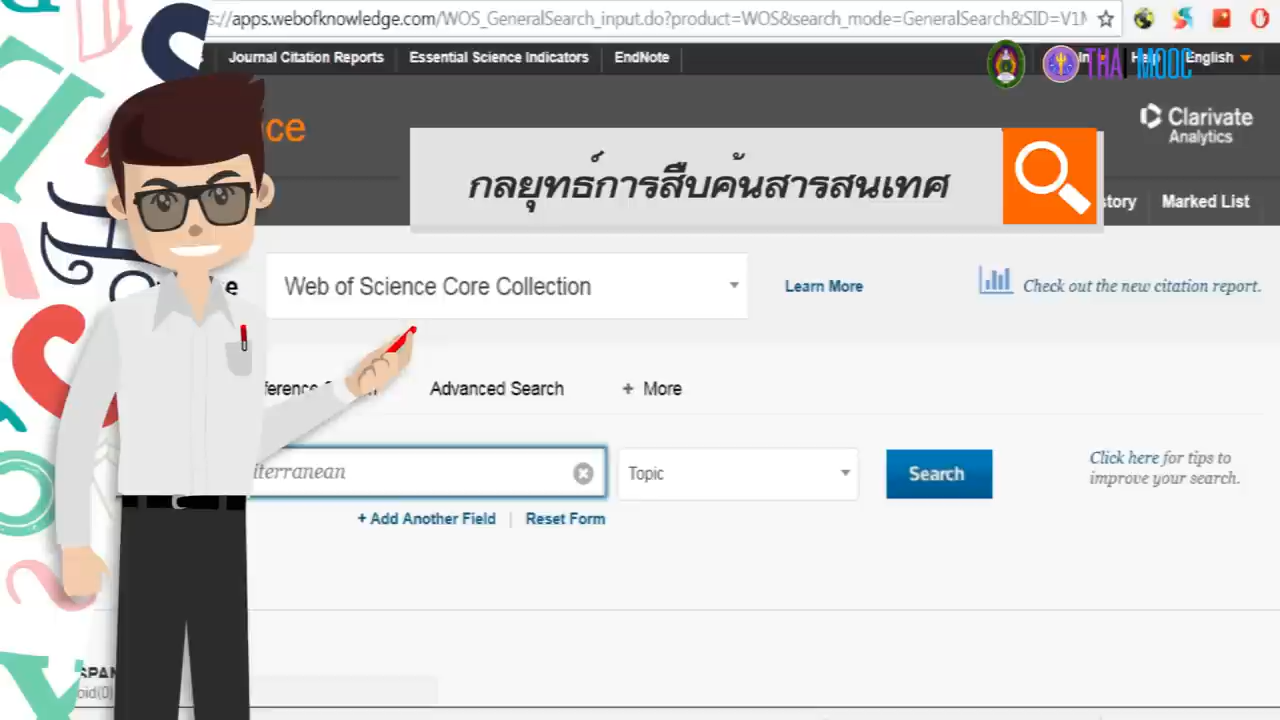 ://apps.webofknowledge.com/WOS_GeneralSearch_input.do?product=WOS&search_mode=GeneralSearch&SID=V1M
Journal Citation Reports Essential Science Indicators EndNote Help English
THAI MOOC
Clarivate
Analytics
กลยุทธ์การสืบค้นสารสนเทศ
Marked List
Web of Science Core Collection Learn More Check out the new citation report.
Advanced Search + More
Topic Search
Click here for tips to
improve your search.
+ Add Another Field | Reset Form